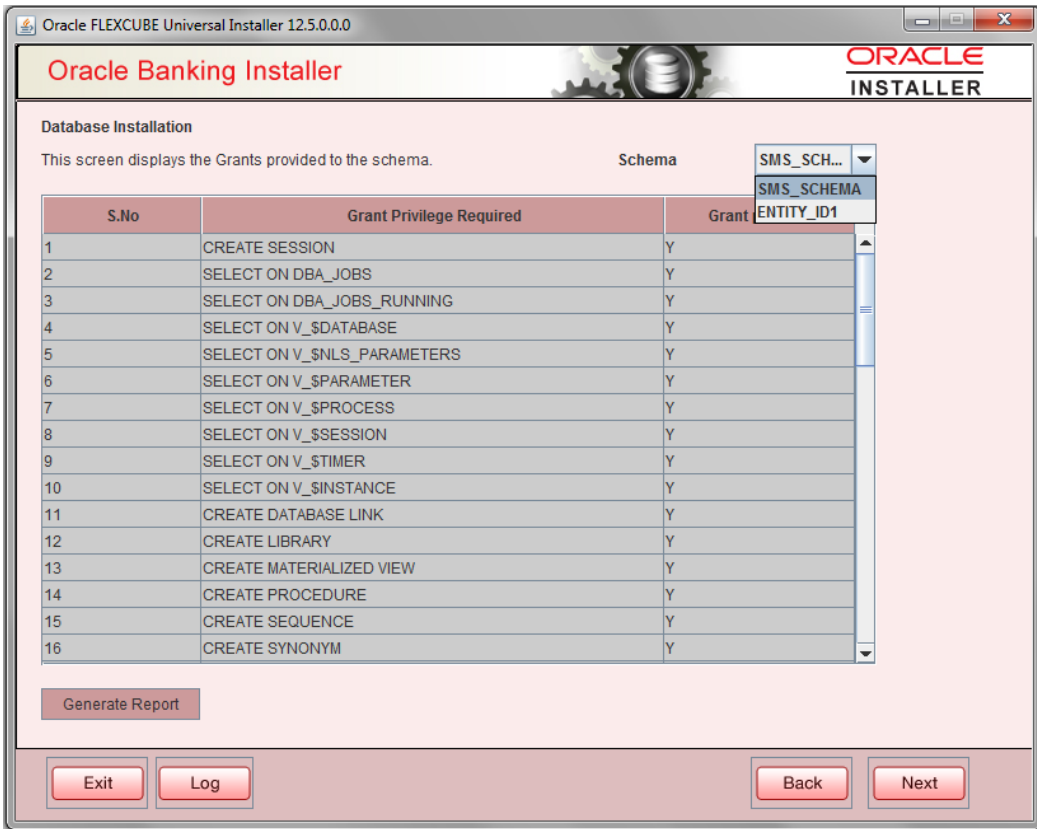 Oracle FLEXCUBE Universal Installer 12.5.0.0.0
Oracle Banking Installer
ORACLE
INSTALLER
Database Installation
This screen displays the Grants provided to the schema. Schema SMS_SCH...
SMS_SCHEMA
ENTITY_ID1
S.No Grant Privilege Required Grant
1 CREATE SESSION Y
2 SELECT ON DBA_JOBS Y
3 SELECT ON DBA_JOBS_RUNNING Y
4 SELECT ON V_$DATABASE Y
5 SELECT ON V_$NLS_PARAMETERS Y
6 SELECT ON V_$PARAMETER Y
7 SELECT ON V_$PROCESS Y
8 SELECT ON V_$SESSION Y
9 SELECT ON V_$TIMER Y
10 SELECT ON V_$INSTANCE Y
11 CREATE DATABASE LINK Y
12 CREATE LIBRARY Y
13 CREATE MATERIALIZED VIEW Y
14 CREATE PROCEDURE Y
15 CREATE SEQUENCE Y
16 CREATE SYNONYM Y
Generate Report
Exit Log Back Next